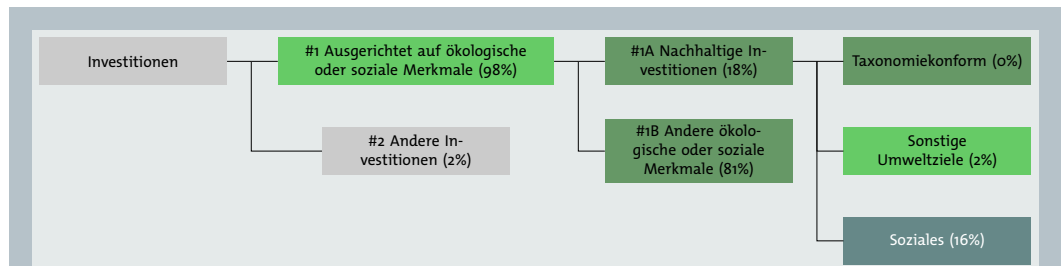 Investitionen
#1 Ausgerichtet auf ökologische
oder soziale Merkmale (98%)
#1A Nachhaltige In-
vestitionen (18%)
Taxonomiekonform (0%)
#2 Andere In-
vestitionen (2%)
#1B Andere ökolo-
gische oder soziale
Merkmale (81%)
Sonstige
Umweltziele (2%)
Soziales (16%)